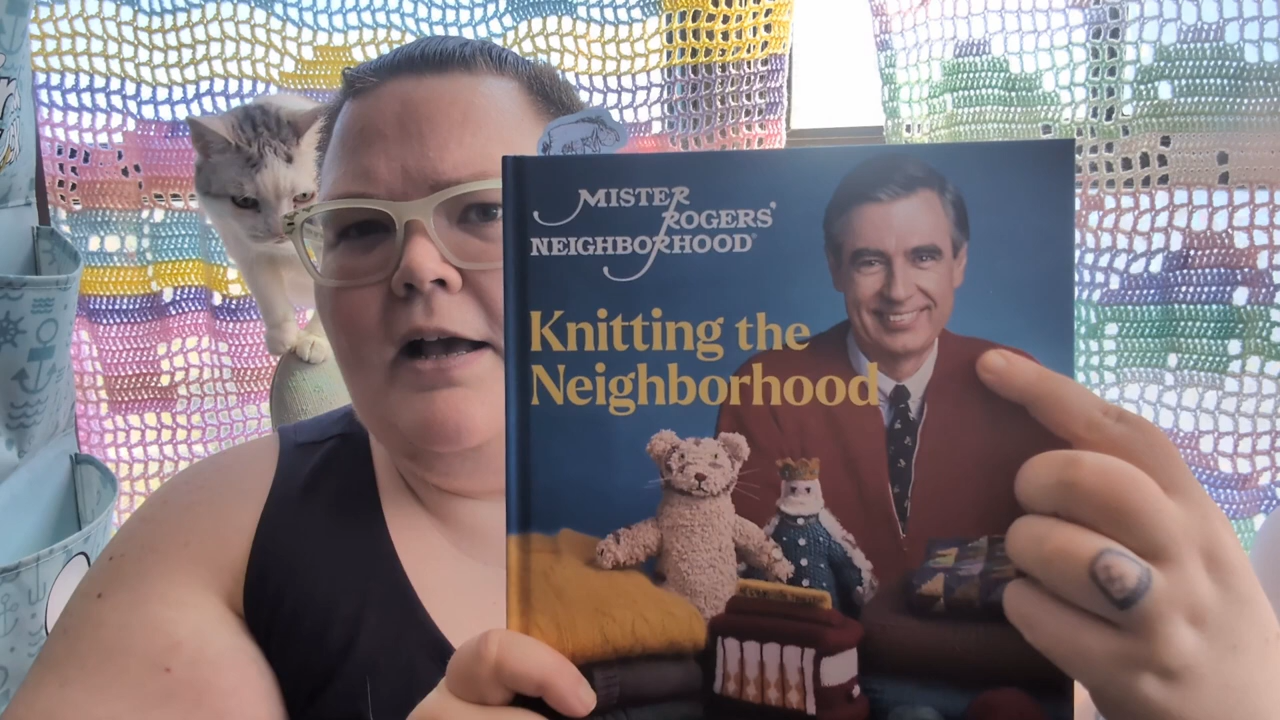 MISTER
ROGERS'
NEIGHBORHOOD
Knitting the
Neighborhood